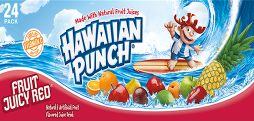 24
PACK
Made With Natural Fruit Juices
HAWAIIAN
PUNCH
FRUIT
JUICY RED
Natural & Artificial Fruit
Flavored Juice Drink